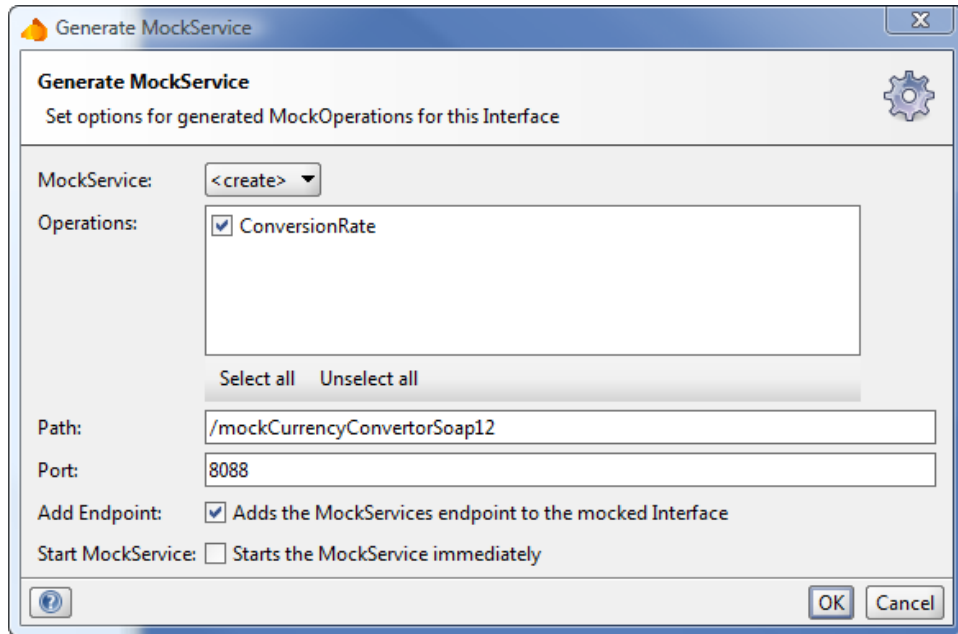 Generate MockService
Generate MockService
Set options for generated MockOperations for this Interface
MockService: <create>
Operations: ConversionRate
Select all Unselect all
Path: /mockCurrencyConvertorSoap12
Port: 8088
Add Endpoint: Adds the MockServices endpoint to the mocked Interface
Start MockService: Starts the MockService immediately
OK Cancel